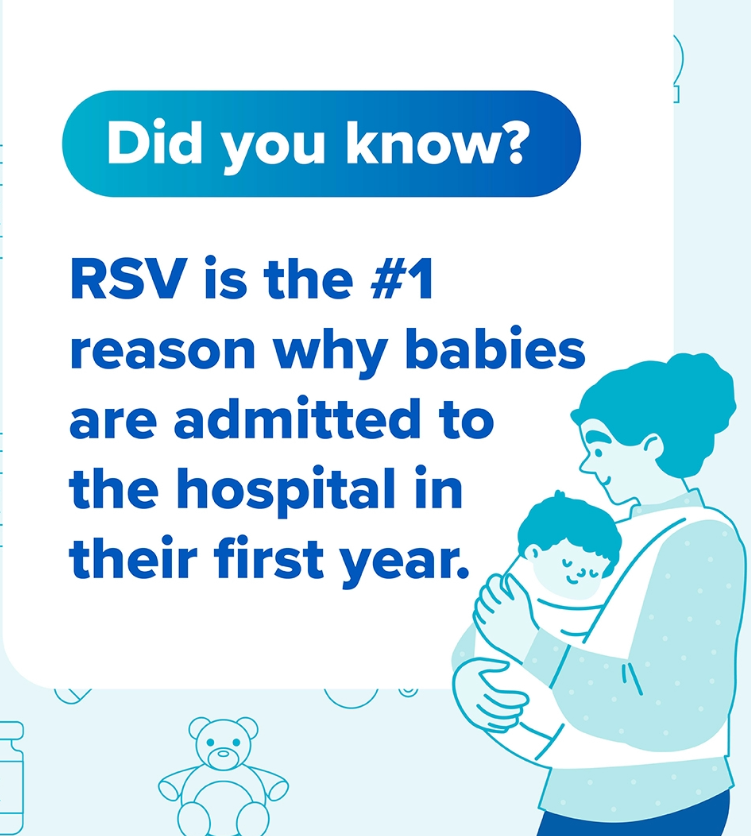 Did you know?
RSV is the #1
reason why babies
are admitted to
the hospital in
their first year.